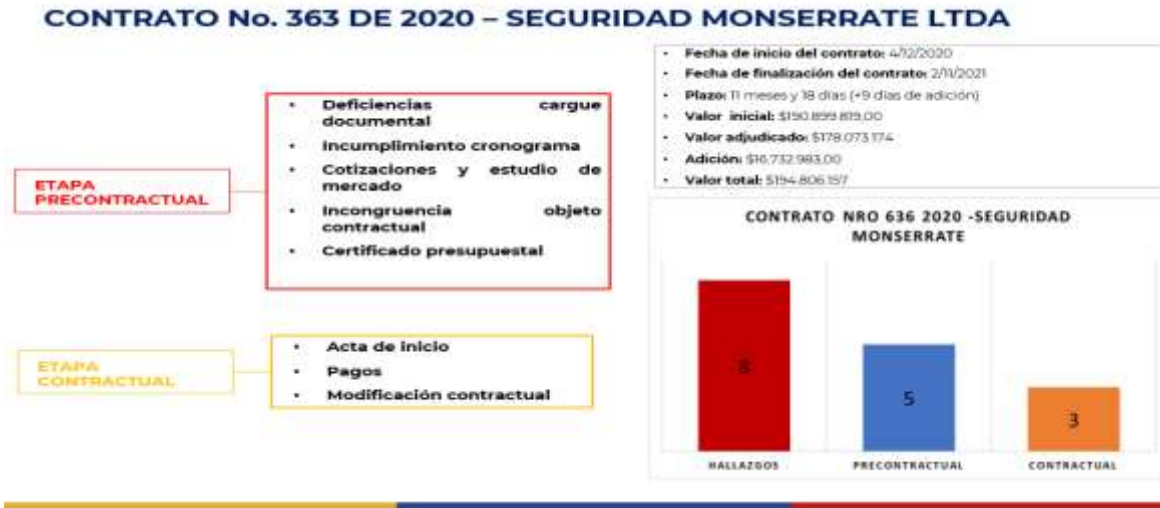 CONTRATO No. 363 DE 2020 – SEGURIDAD MONSERRATE LTDA
ETAPA
PRECONTRACTUAL
• Deficiencias cargue
documental
• Incumplimiento cronograma
• Cotizaciones y estudio de
mercado
• Incongruencia objeto
contractual
• Certificado presupuestal
ETAPA
CONTRACTUAL
• Acta de inicio
• Pagos
• Modificación contractual
• Fecha de inicio del contrato: 4/12/2020
• Fecha de finalización del contrato: 2/11/2021
• Plazo: 11 meses y 18 días (+9 días de adición)
• Valor inicial: $190.899.819,00
• Valor adjudicado: $178.073.174
• Adición: $16.732.983,00
• Valor total: $194.806.157
CONTRATO NRO 636 2020 -SEGURIDAD
MONSERRATE
8
5
3
HALLAZGOS PRECONTRACTUAL CONTRACTUAL